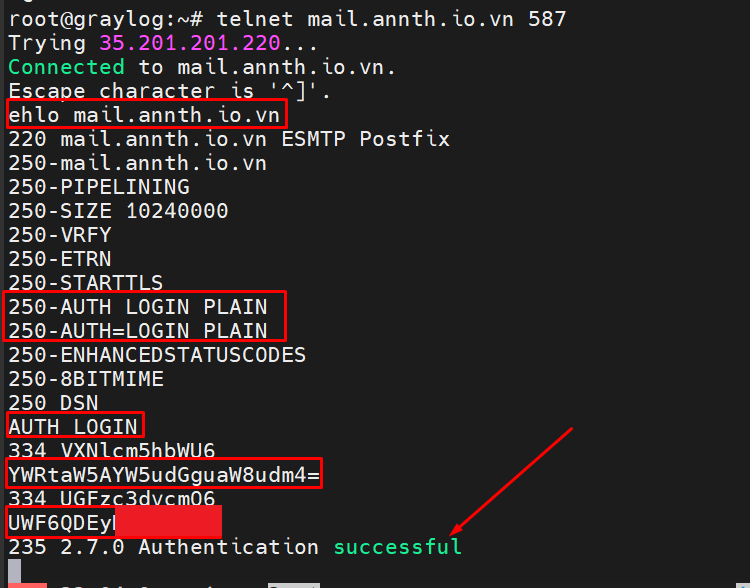 root@graylog:~# telnet mail.annth.io.vn 587
Trying 35.201.201.220...
Connected to mail.annth.io.vn.
Escape character is '^]'.
ehlo mail.annth.io.vn
220 mail.annth.io.vn ESMTP Postfix
250-mail.annth.io.vn
250-PIPELINING
250-SIZE 10240000
250-VRFY
250-ETRN
250-STARTTLS
250-AUTH LOGIN PLAIN
250-AUTH=LOGIN PLAIN
250-ENHANCEDSTATUSCODES
250-8BITMIME
250 DSN
AUTH LOGIN
334 VXNlcm5hbWU6
YWRtaW5AYW5udGguaW8udm4=
334 UGFzc3dvcmQ6
UWF6QDEy
235 2.7.0 Authentication successful